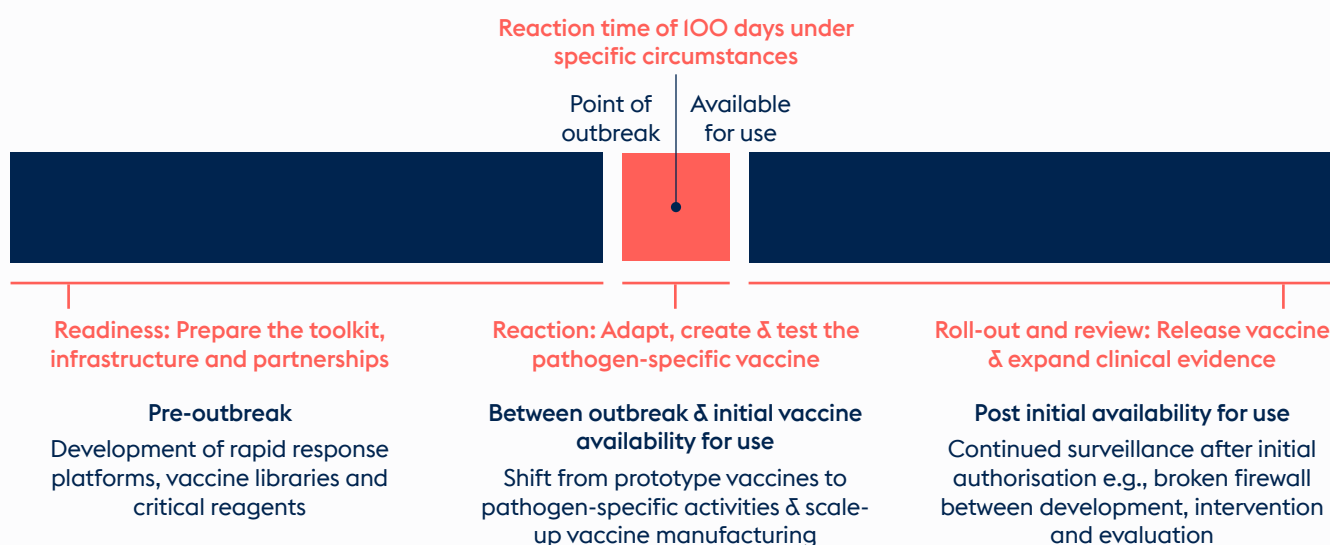 Reaction time of 100 days under
specific circumstances
Point of
outbreak
Available
for use
Readiness: Prepare the toolkit,
infrastructure and partnerships
Pre-outbreak
Development of rapid response
platforms, vaccine libraries and
critical reagents
Reaction: Adapt, create & test the
pathogen-specific vaccine
Between outbreak & initial vaccine
availability for use
Shift from prototype vaccines to
pathogen-specific activities & scale-
up vaccine manufacturing
Roll-out and review: Release vaccine
& expand clinical evidence
Post initial availability for use
Continued surveillance after initial
authorisation e.g., broken firewall
between development, intervention
and evaluation